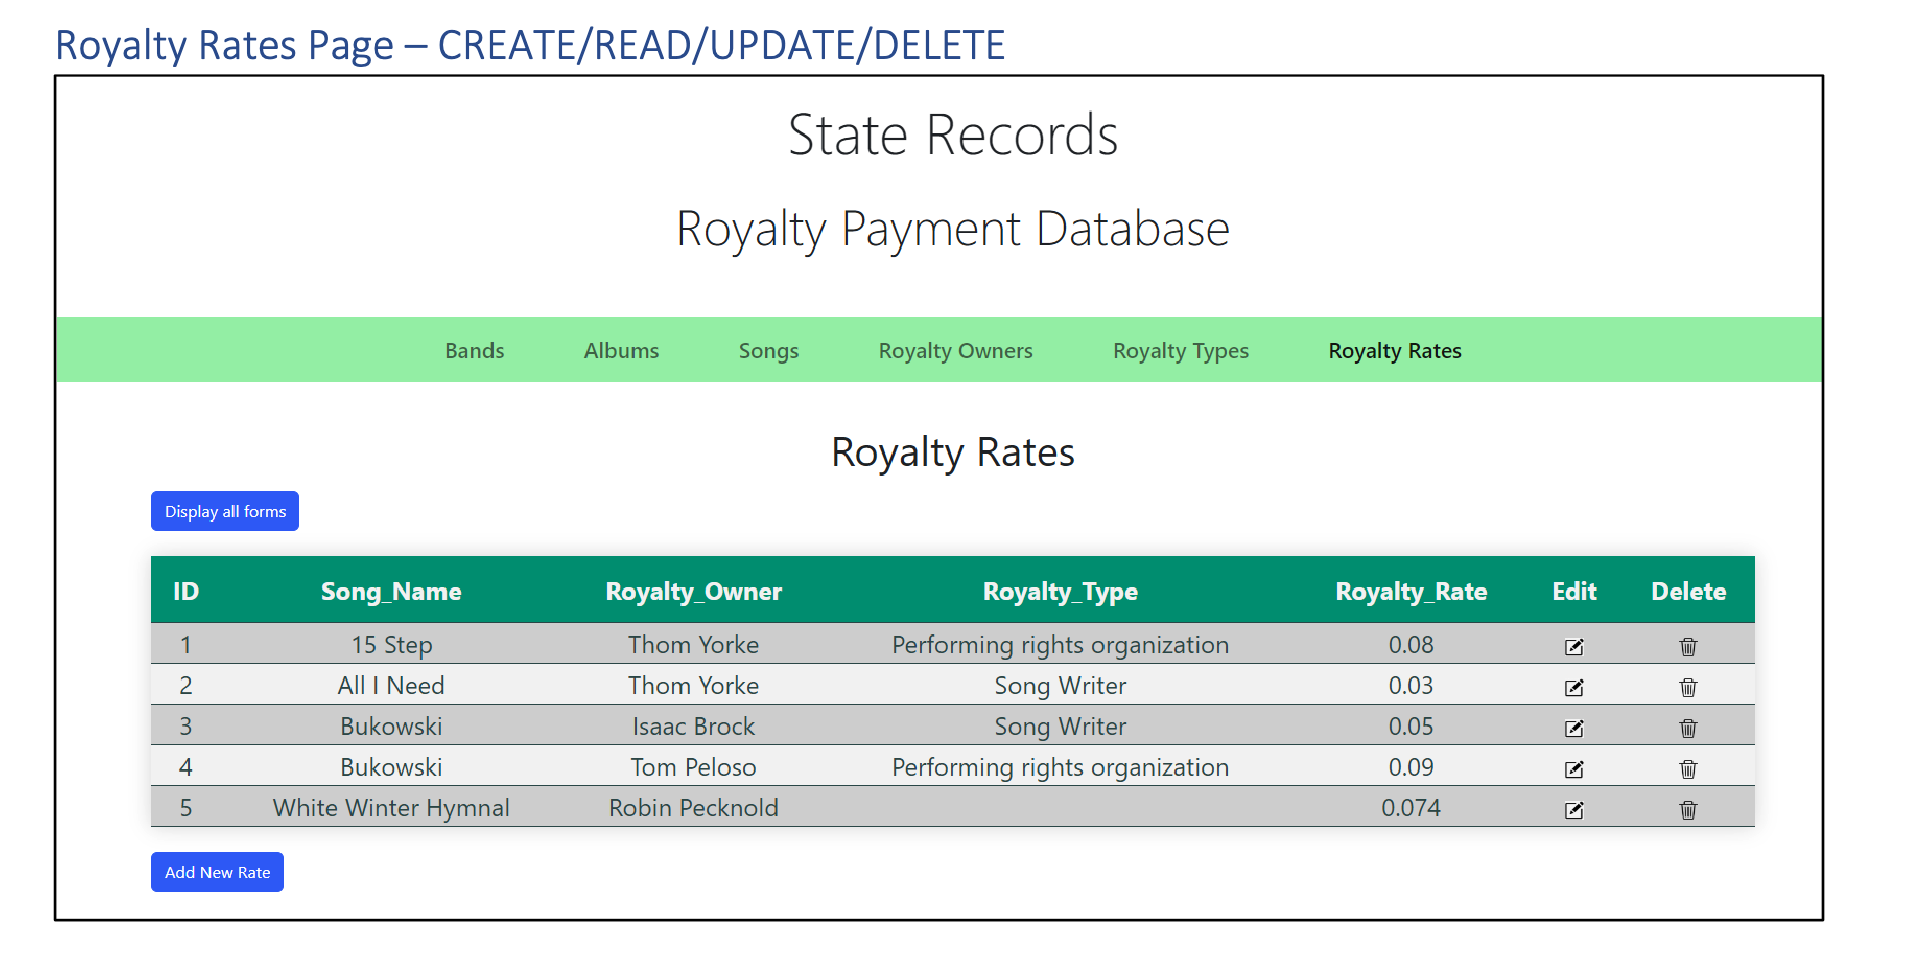 Royalty Rates Page – CREATE/READ/UPDATE/DELETE
State Records
Royalty Payment Database
Bands Albums Songs Royalty Owners Royalty Types Royalty Rates
Royalty Rates
Display all forms
ID Song_Name Royalty_Owner Royalty_Type Royalty_Rate Edit Delete
1 15 Step Thom Yorke Performing rights organization 0.08
2 All I Need Thom Yorke Song Writer 0.03
3 Bukowski Isaac Brock Song Writer 0.05
4 Bukowski Tom Peloso Performing rights organization 0.09
5 White Winter Hymnal Robin Pecknold 0.074
Add New Rate